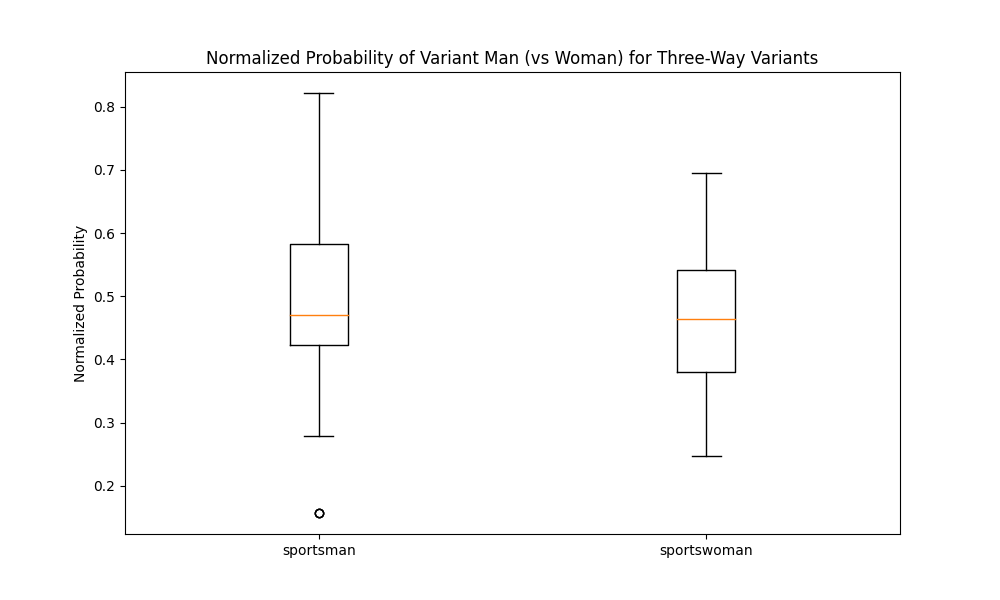 Normalized Probability of Variant Man (vs Woman) for Three-Way Variants
Normalized Probability
0.8
0.7
0.6
0.5
0.4
0.3
0.2
sportsman
sportswoman